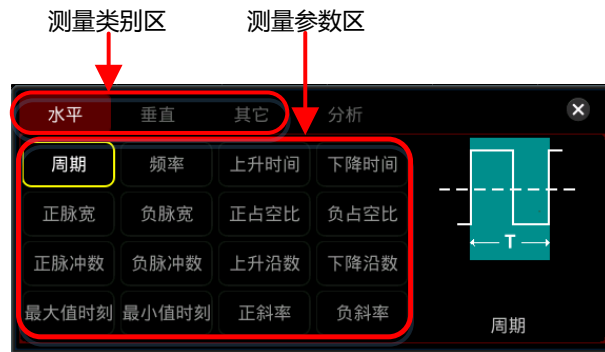 测量类别区 测量参数区
水平 垂直 其它 分析
周期 频率 上升时间 下降时间
正脉宽 负脉宽 正占空比 负占空比
T
正脉冲数 负脉冲数 上升沿数 下降沿数
最大值时刻 最小值时刻 正斜率 负斜率
周期